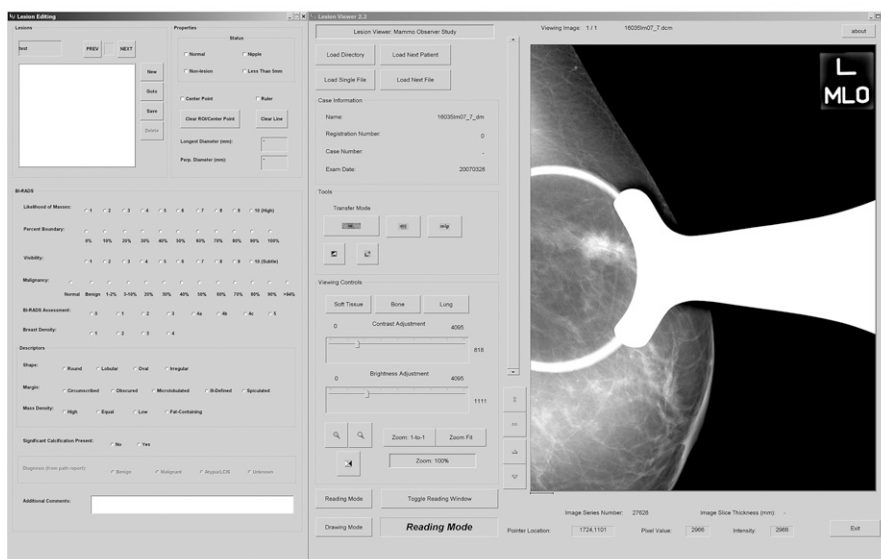 Lesion Editing
Lesions
test
PREV
NEXT
New
Goto
Save
Delete
Properties
Status
Normal
Nipple
Non-lesion
Less Than 5mm
Center Point
Ruler
Clear ROI/Center Point
Clear Line
Longest Diameter (mm):
Perp. Diameter (mm):
BI-RADS
Likelihood of Masses:
1 2 3 4 5 6 7 8 9 10 (High)
Percent Boundary:
0% 10% 20% 30% 40% 50% 60% 70% 80% 90% 100%
Visibility:
1 2 3 4 5 6 7 8 9 10 (Subtle)
Malignancy:
Normal Benign 1-2% 3-10% 20% 30% 40% 50% 60% 70% 80% 90% >94%
BI-RADS Assessment:
0 1 2 3 4a 4b 4c 5
Breast Density:
1 2 3 4
Descriptors
Shape:
Round Lobular Oval Irregular
Margin:
Circumscribed Obscured Microlobulated Ill-Defined Spiculated
Mass Density:
High Equal Low Fat-Containing
Significant Calcification Present:
No Yes
Diagnosis (from path report):
Benign Malignant Atypia/LCIS Unknown
Additional Comments:
Lesion Viewer 2.2
Lesion Viewer: Mammo Observer Study
Load Directory
Load Next Patient
Load Single File
Load Next File
Case Information
Name: 16035lm07_7_dm
Registration Number: 0
Case Number: -
Exam Date: 20070328
Tools
Transfer Mode
Viewing Controls
Soft Tissue
Bone
Lung
0 Contrast Adjustment 4095
818
0 Brightness Adjustment 4095
1111
Zoom: 1-to-1
Zoom Fit
Zoom: 100%
Reading Mode
Toggle Reading Window
Drawing Mode
Reading Mode
Viewing Image: 1 / 1 16035lm07_7.dcm
about
L
MLO
Image Series Number: 27628 Image Slice Thickness (mm): -
Pointer Location: 1724,1101 Pixel Value: 2966 Intensity: 2966
Exit